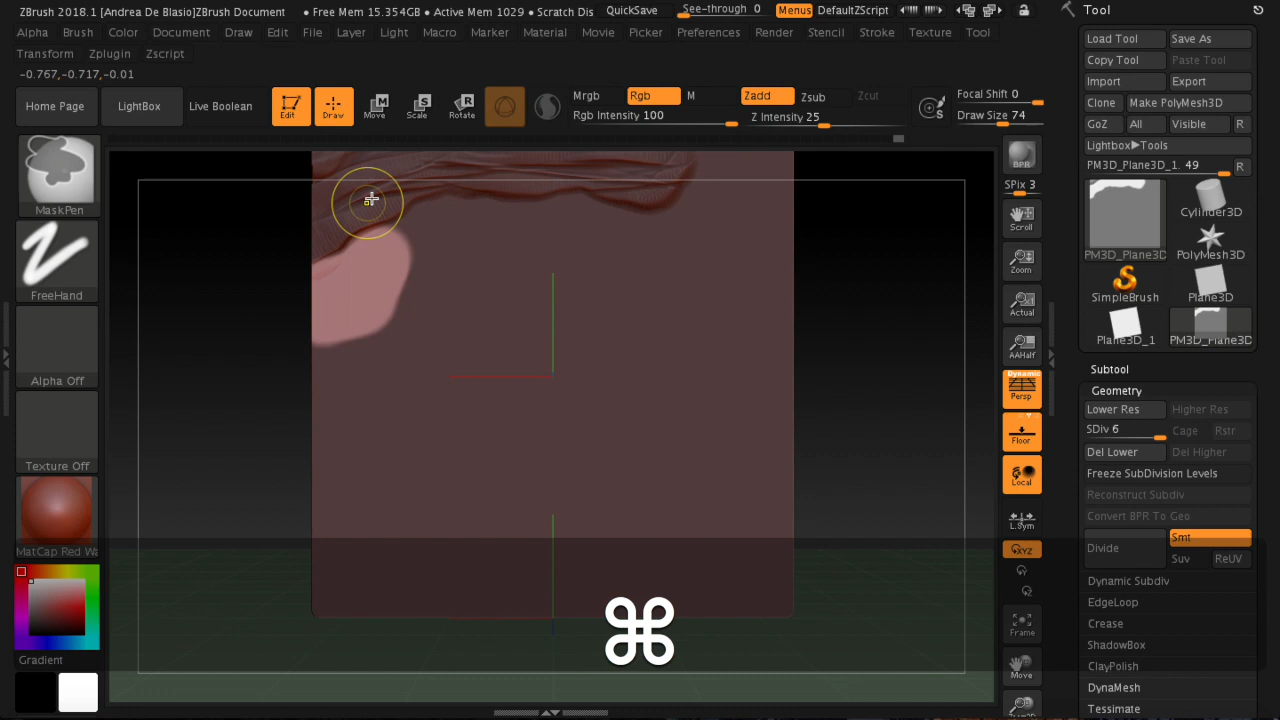 ZBrush 2018.1 [Andrea De Blasio]ZBrush Document • Free Mem 15.354GB • Active Mem 1029 • Scratch Dis QuickSave See-through 0 Menus DefaultZScript Tool
Alpha Brush Color Document Draw Edit File Layer Light Macro Marker Material Movie Picker Preferences Render Stencil Stroke Texture Tool
Transform Zplugin Zscript
-0.767,-0.717,-0.01
Home Page LightBox Live Boolean Edit Draw Move Scale Rotate
Mrgb Rgb M Zadd Zsub Zcut Focal Shift 0
Rgb Intensity 100 Z Intensity 25 Draw Size 74
S
MaskPen
FreeHand
Alpha Off
Texture Off
MatCap Red Wa
Gradient
BPR
SPix 3
Scroll
Zoom
Actual
AAHalf
Dynamic
Persp
Floor
Local
L.Sym
XYZ
Y
Z
Frame
Move
Load Tool Save As
Copy Tool Paste Tool
Import Export
Clone Make PolyMesh3D
GoZ All Visible R
Lightbox▶Tools
PM3D_Plane3D_1. 49 R
Cylinder3D
PM3D_Plane3D PolyMesh3D
SimpleBrush Plane3D
Plane3D_1 PM3D_Plane3D
Subtool
Geometry
Lower Res Higher Res
SDiv 6 Cage Rstr
Del Lower Del Higher
Freeze SubDivision Levels
Reconstruct Subdiv
Convert BPR To Geo
Divide Smt
Suv ReUV
Dynamic Subdiv
EdgeLoop
Crease
ShadowBox
ClayPolish
DynaMesh
Tessimate